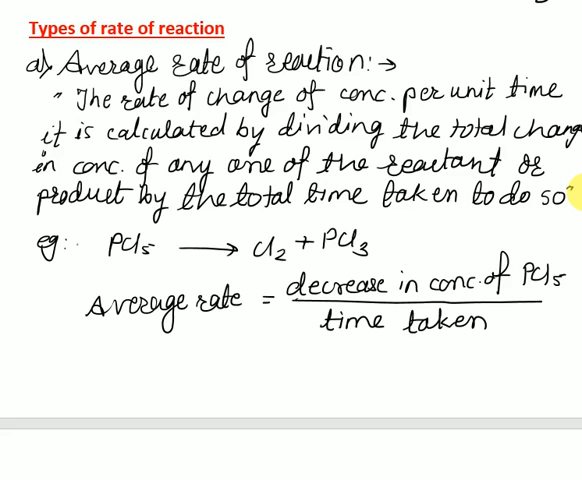 Types of rate of reaction
a) Average rate of reaction:→
" The rate of change of conc. per unit time
it is calculated by dividing the total change
in conc. of any one of the reactant or
product by the total time taken to do so"
eg:- PCl5 ⟶ Cl2 + PCl3
Average rate = decrease in conc. of PCl5
time taken